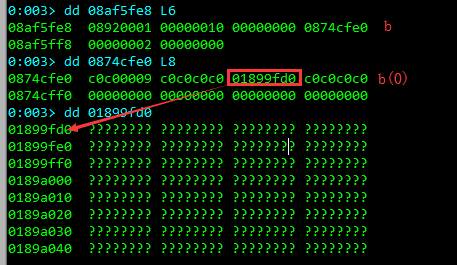 0:003> dd 08af5fe8 L6
08af5fe8 08920001 00000010 00000000 0874cfe0 b
08af5ff8 00000002 00000000
0:003> dd 0874cfe0 L8
0874cfe0 c0c00009 c0c0c0c0 01899fd0 c0c0c0c0 b(0)
0874cff0 00000000 00000000 00000000 00000000
0:003> dd 01899fd0
01899fd0 ???????? ???????? ???????? ????????
01899fe0 ???????? ???????? ???????? ????????
01899ff0 ???????? ???????? ???????? ????????
0189a000 ???????? ???????? ???????? ????????
0189a010 ???????? ???????? ???????? ????????
0189a020 ???????? ???????? ???????? ????????
0189a030 ???????? ???????? ???????? ????????
0189a040 ???????? ???????? ???????? ????????